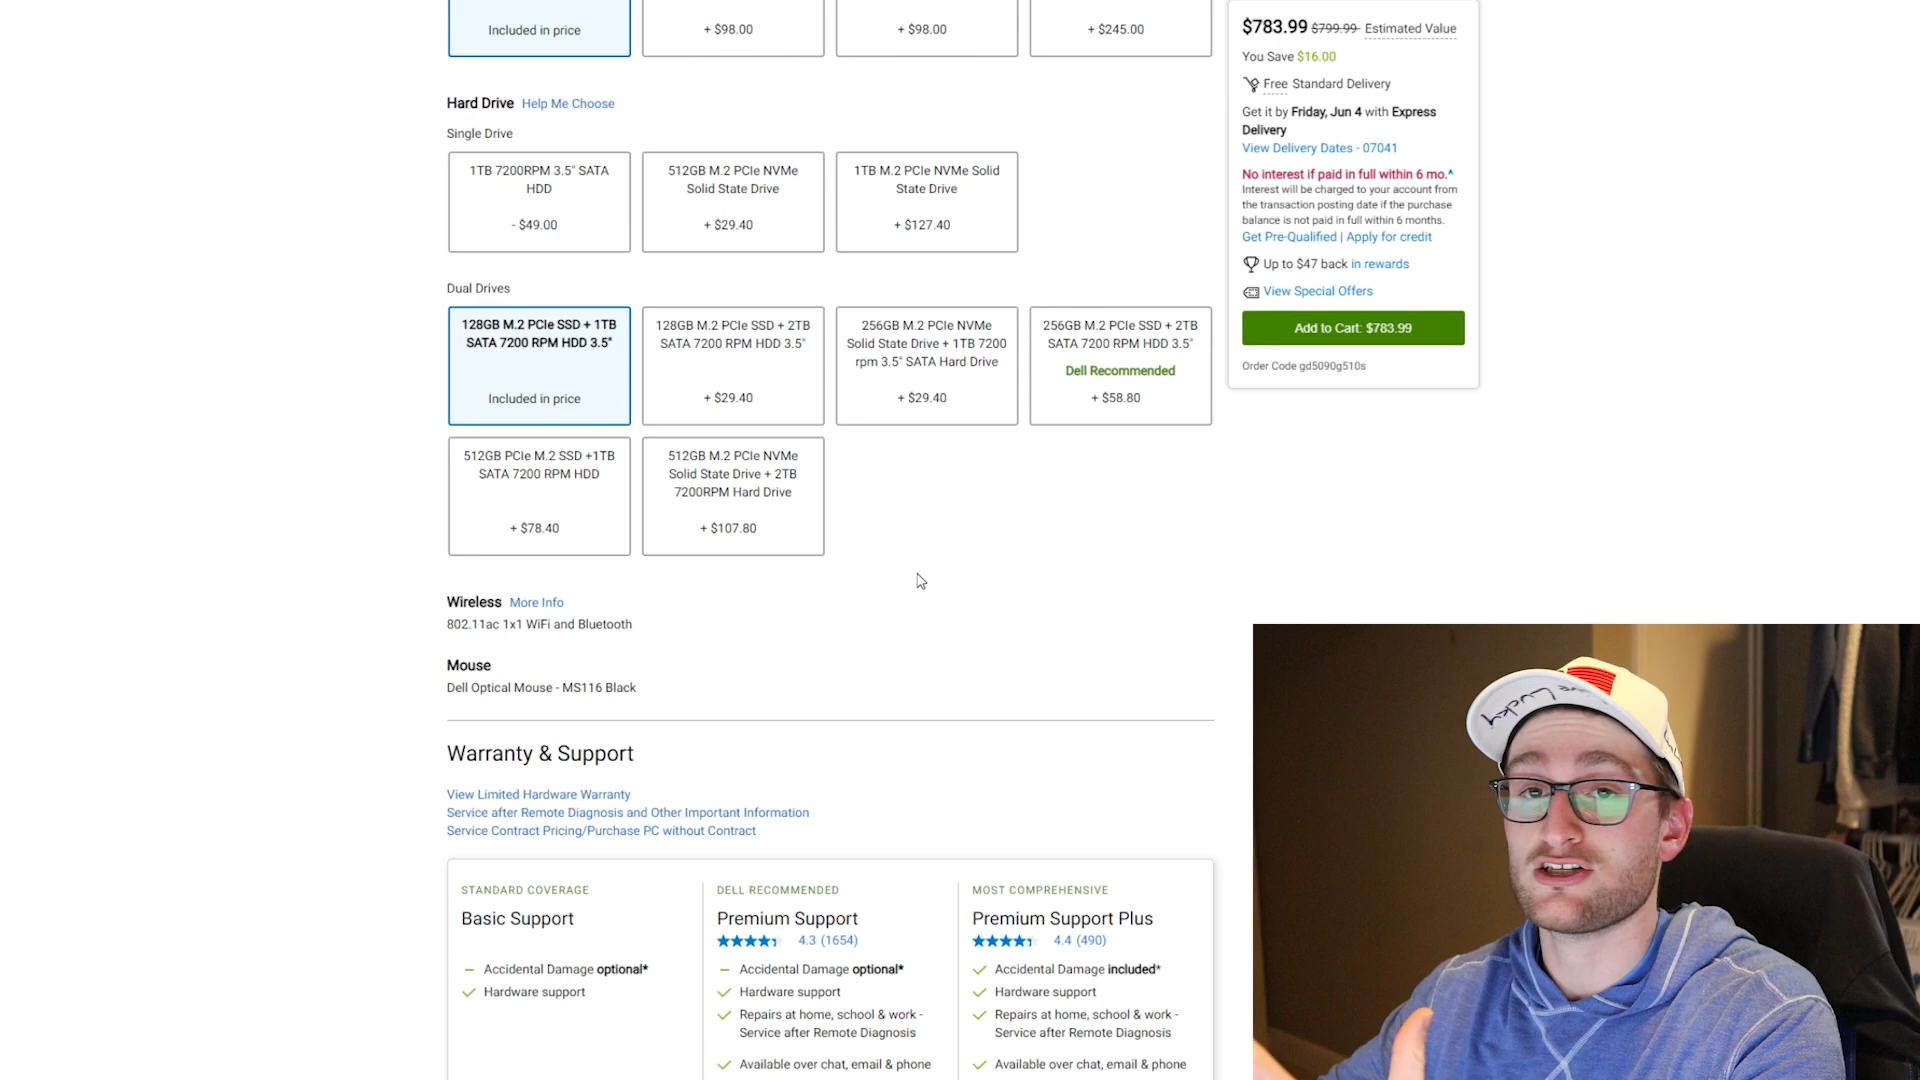 Included in price
+ $98.00
+ $98.00
+ $245.00
Hard Drive Help Me Choose
Single Drive
1TB 7200RPM 3.5" SATA
HDD
- $49.00
512GB M.2 PCIe NVMe
Solid State Drive
+ $29.40
1TB M.2 PCIe NVMe Solid
State Drive
+ $127.40
Dual Drives
128GB M.2 PCIe SSD + 1TB
SATA 7200 RPM HDD 3.5"
Included in price
128GB M.2 PCIe SSD + 2TB
SATA 7200 RPM HDD 3.5"
+ $29.40
256GB M.2 PCIe NVMe
Solid State Drive + 1TB 7200
rpm 3.5" SATA Hard Drive
+ $29.40
256GB M.2 PCIe SSD + 2TB
SATA 7200 RPM HDD 3.5"
Dell Recommended
+ $58.80
512GB PCIe M.2 SSD +1TB
SATA 7200 RPM HDD
+ $78.40
512GB M.2 PCIe NVMe
Solid State Drive + 2TB
7200RPM Hard Drive
+ $107.80
Wireless More Info
802.11ac 1x1 WiFi and Bluetooth
Mouse
Dell Optical Mouse - MS116 Black
Warranty & Support
View Limited Hardware Warranty
Service after Remote Diagnosis and Other Important Information
Service Contract Pricing/Purchase PC without Contract
STANDARD COVERAGE
Basic Support
Accidental Damage optional*
Hardware support
DELL RECOMMENDED
Premium Support
4.3 (1654)
Accidental Damage optional*
Hardware support
Repairs at home, school & work -
Service after Remote Diagnosis
Available over chat, email & phone
MOST COMPREHENSIVE
Premium Support Plus
4.4 (490)
Accidental Damage included*
Hardware support
Repairs at home, school & work -
Service after Remote Diagnosis
Available over chat, email & phone
$783.99 $799.99 Estimated Value
You Save $16.00
Free Standard Delivery
Get it by Friday, Jun 4 with Express
Delivery
View Delivery Dates - 07041
No interest if paid in full within 6 mo.^
Interest will be charged to your account from
the transaction posting date if the purchase
balance is not paid in full within 6 months.
Get Pre-Qualified | Apply for credit
Up to $47 back in rewards
View Special Offers
Add to Cart: $783.99
Order Code gd5090g510s
Lucky